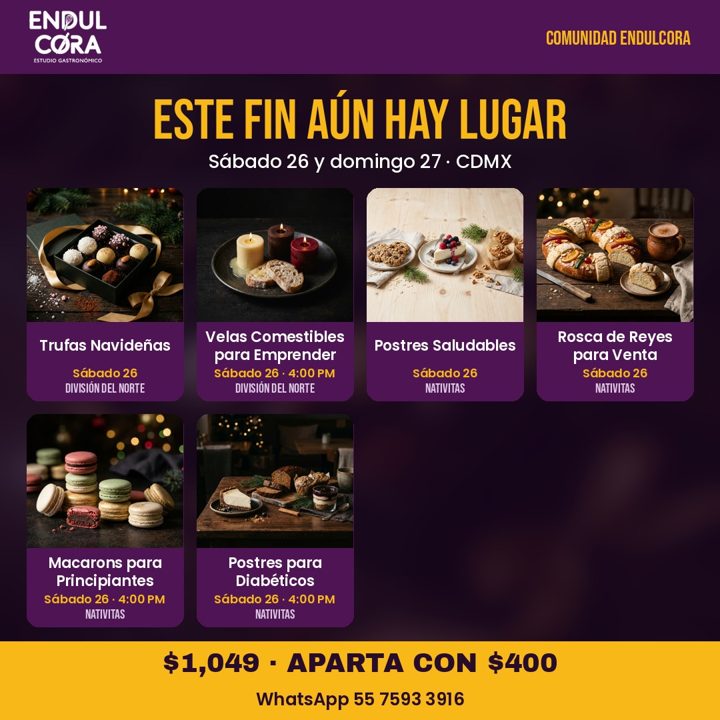 ENDUL
CORA
ESTUDIO GASTRONÓMICO
COMUNIDAD ENDULCORA
ESTE FIN AÚN HAY LUGAR
Sábado 26 y domingo 27 · CDMX
Trufas Navideñas
Sábado 26
DIVISIÓN DEL NORTE
Velas Comestibles
para Emprender
Sábado 26 · 4:00 PM
DIVISIÓN DEL NORTE
Postres Saludables
Sábado 26
NATIVITAS
Rosca de Reyes
para Venta
Sábado 26
NATIVITAS
Macarons para
Principiantes
Sábado 26 · 4:00 PM
NATIVITAS
Postres para
Diabéticos
Sábado 26 · 4:00 PM
NATIVITAS
$1,049 · APARTA CON $400
WhatsApp 55 7593 3916